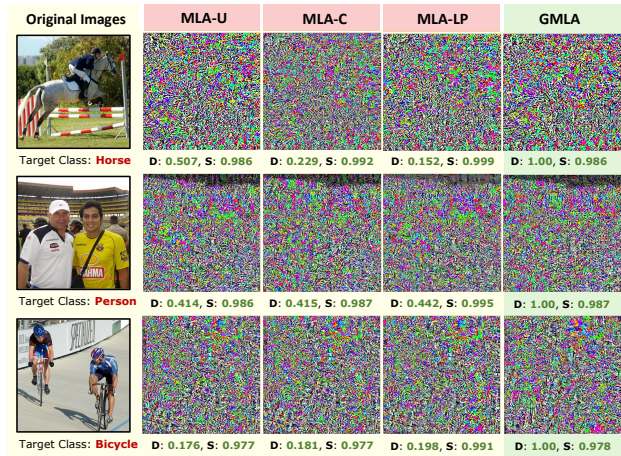 Original Images MLA-U MLA-C MLA-LP GMLA
Target Class: Horse D: 0.507, S: 0.986 D: 0.229, S: 0.992 D: 0.152, S: 0.999 D: 1.00, S: 0.986
Target Class: Person D: 0.414, S: 0.986 D: 0.415, S: 0.987 D: 0.442, S: 0.995 D: 1.00, S: 0.987
Target Class: Bicycle D: 0.176, S: 0.977 D: 0.181, S: 0.977 D: 0.198, S: 0.991 D: 1.00, S: 0.978